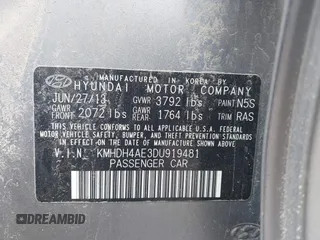 MANUFACTURED IN KOREA BY
HYUNDAI MOTOR COMPANY
JUN/27/13 GVWR 3792 lbs PAINT N5S
GAWR FRONT 2072 lbs GAWR REAR 1764 lbs TRIM RAS
THIS VEHICLE CONFORMS TO ALL APPLICABLE
U.S. FEDERAL MOTOR VEHICLE SAFETY, BUMPER,
AND THEFT PREVENTION STANDARDS IN EFFECT
ON THE DATE OF MANUFACTURE SHOWN ABOVE.
V.I.N. KMHDH4AE3DU919481
PASSENGER CAR